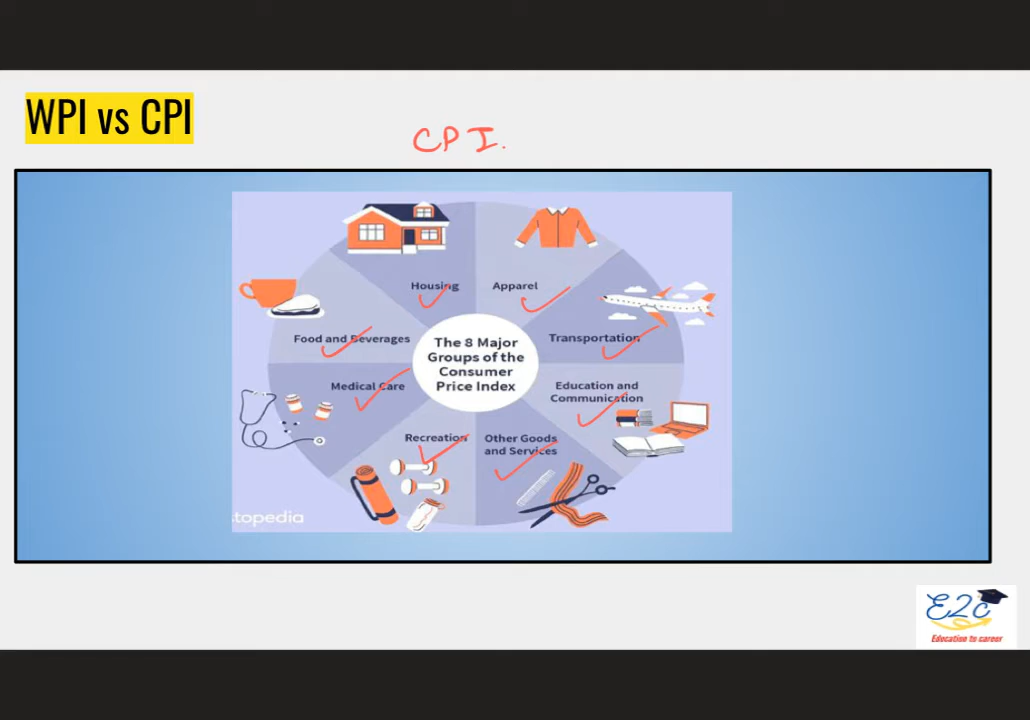 WPI vs CPI
CPI.
Housing
Apparel
Food and Beverages
Transportation
The 8 Major
Groups of the
Consumer
Price Index
Medical Care
Education and
Communication
Recreation
Other Goods
and Services
stopedia
E2c
Education to career